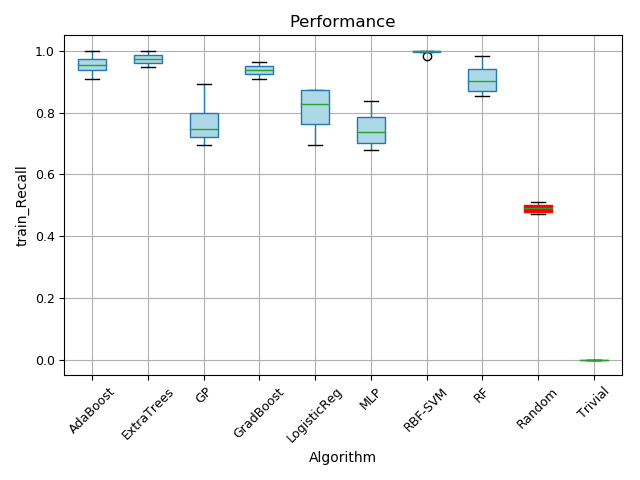 Performance
train_Recall
1.0
0.8
0.6
0.4
0.2
0.0
AdaBoost
ExtraTrees
GP
GradBoost
LogisticReg
MLP
RBF-SVM
RF
Random
Trivial
Algorithm